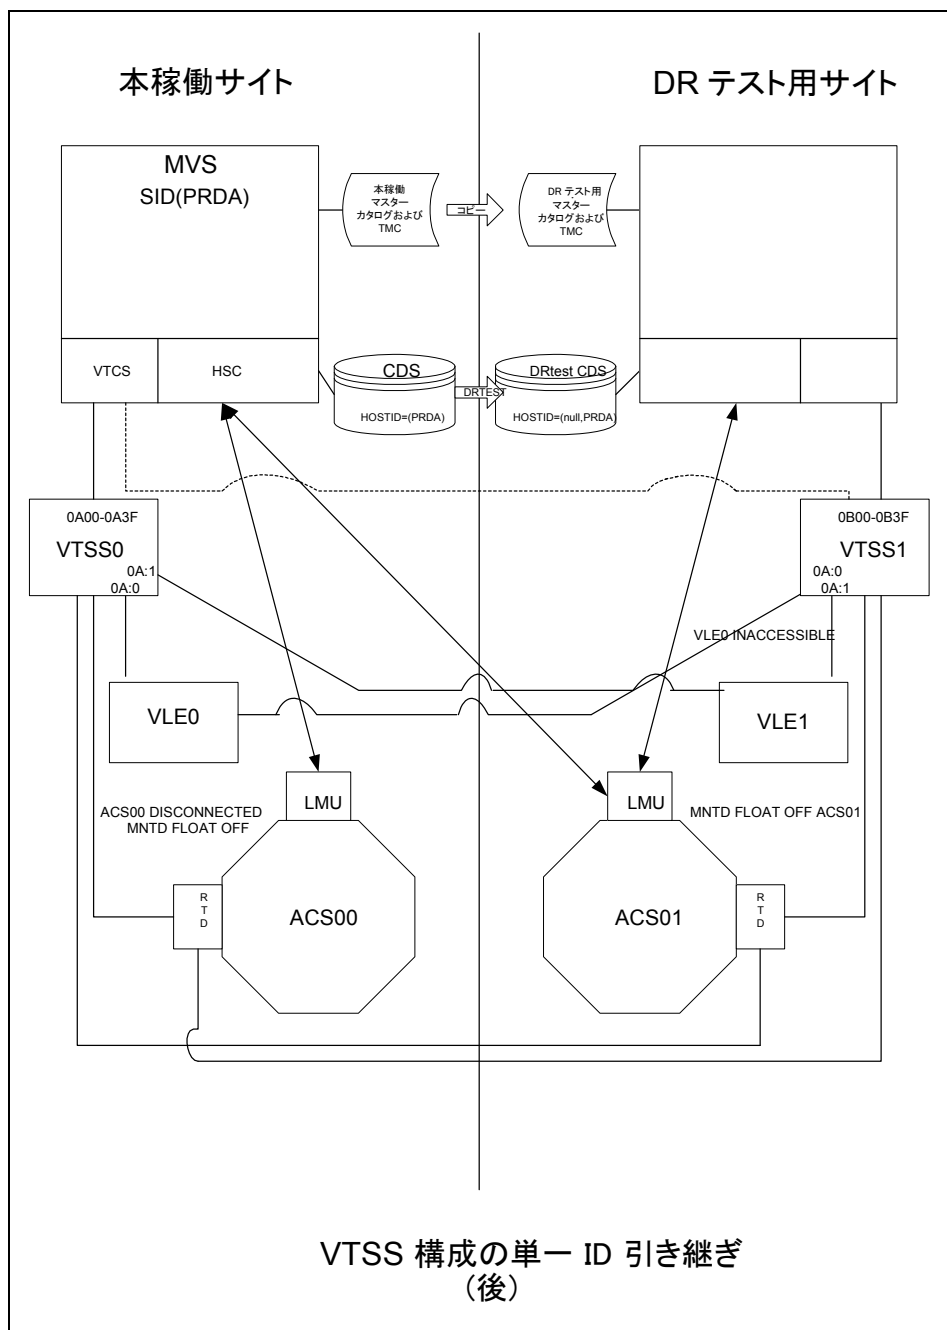 本稼働サイト
DR テスト用サイト
MVS
SID(PRDA)
本稼働
マスター
カタログおよび
TMC
コピー
DR テスト用
マスター
カタログおよび
TMC
VTCS
HSC
CDS
HOSTID=(PRDA)
DRTEST
DRtest CDS
HOSTID=(null,PRDA)
0A00-0A3F
VTSS0
0A:1
0A:0
0B00-0B3F
VTSS1
0A:0
0A:1
VLE0 INACCESSIBLE
VLE0
VLE1
ACS00 DISCONNECTED
MNTD FLOAT OFF
LMU
LMU
MNTD FLOAT OFF ACS01
R
T
D
ACS00
ACS01
R
T
D
VTSS 構成の単一 ID 引き継ぎ
(後)